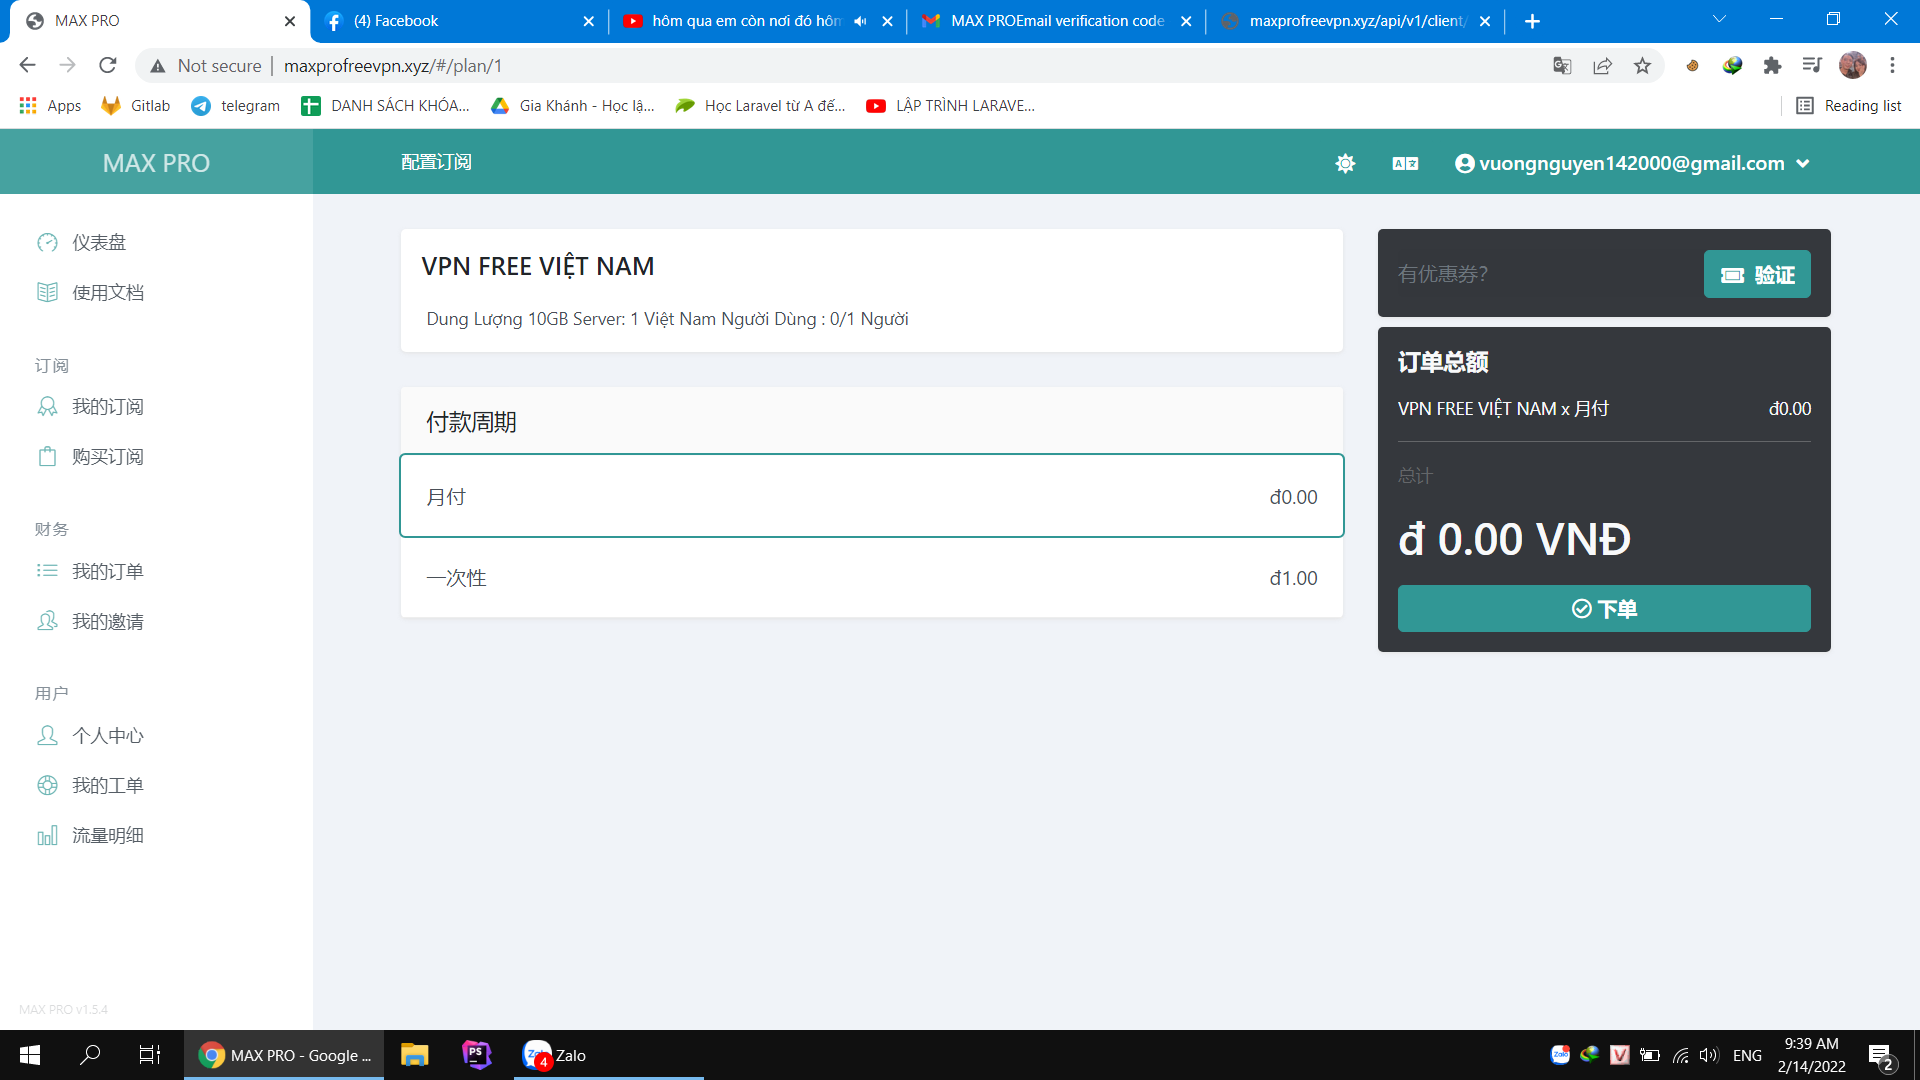 MAX PRO
(4) Facebook
hôm qua em còn nơi đó hôm
MAX PROEmail verification code
maxprofreevpn.xyz/api/v1/client/
Not secure
maxprofreevpn.xyz/#/plan/1
Apps
Gitlab
telegram
DANH SÁCH KHÓA...
Gia Khánh - Học lậ...
Học Laravel từ A đế...
LẬP TRÌNH LARAVE...
Reading list
MAX PRO
配置订阅
vuongnguyen142000@gmail.com
仪表盘
使用文档
订阅
我的订阅
购买订阅
财务
我的订单
我的邀请
用户
个人中心
我的工单
流量明细
MAX PRO v1.5.4
VPN FREE VIỆT NAM
Dung Lượng 10GB Server: 1 Việt Nam Người Dùng : 0/1 Người
付款周期
月付 đ0.00
一次性 đ1.00
有优惠券?
验证
订单总额
VPN FREE VIỆT NAM x 月付 đ0.00
总计
đ 0.00 VNĐ
下单
MAX PRO - Google ...
PS
4
Zalo
ENG
9:39 AM
2/14/2022
2